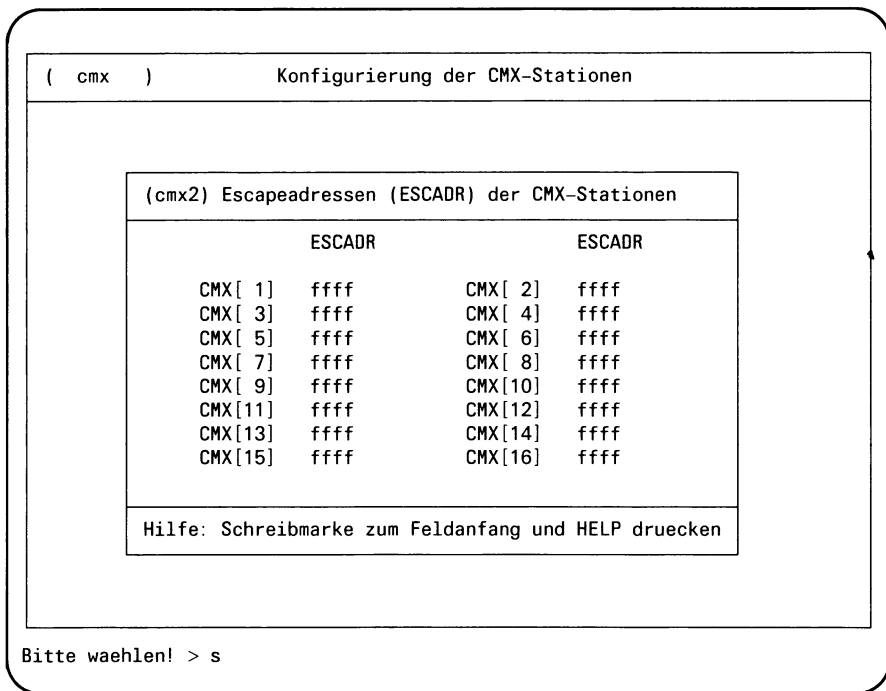 ( cmx ) Konfigurierung der CMX-Stationen
(cmx2) Escapeadressen (ESCADR) der CMX-Stationen
ESCADR ESCADR
CMX[ 1] ffff CMX[ 2] ffff
CMX[ 3] ffff CMX[ 4] ffff
CMX[ 5] ffff CMX[ 6] ffff
CMX[ 7] ffff CMX[ 8] ffff
CMX[ 9] ffff CMX[10] ffff
CMX[11] ffff CMX[12] ffff
CMX[13] ffff CMX[14] ffff
CMX[15] ffff CMX[16] ffff
Hilfe: Schreibmarke zum Feldanfang und HELP druecken
Bitte waehlen! > s